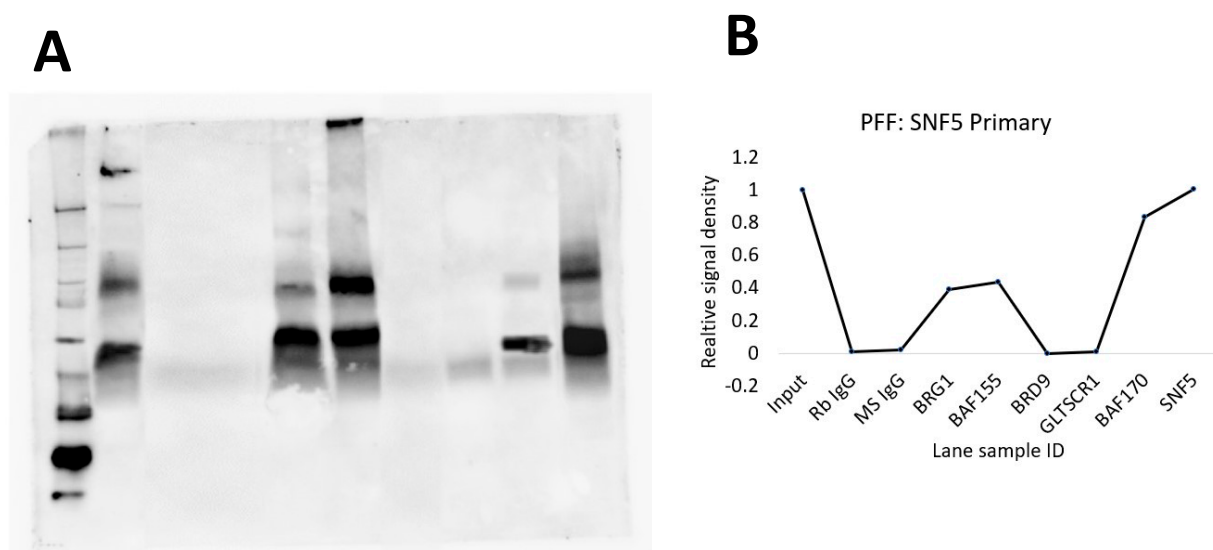 A
B
PFF: SNF5 Primary
Realtive signal density
1.2
1
0.8
0.6
0.4
0.2
0
-0.2
Input
Rb IgG
MS IgG
BRG1
BAF155
BRD9
GLTSCR1
BAF170
SNF5
Lane sample ID